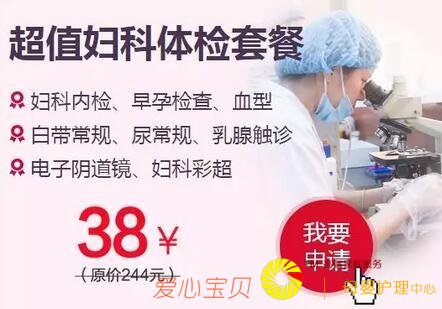 超值妇科体检套餐
妇科内检、早孕检查、血型
白带常规、尿常规、乳腺触诊
电子阴道镜、妇科彩超
38¥
(原价244元)
我要
申请
庭服务
爱心宝贝
护理中心